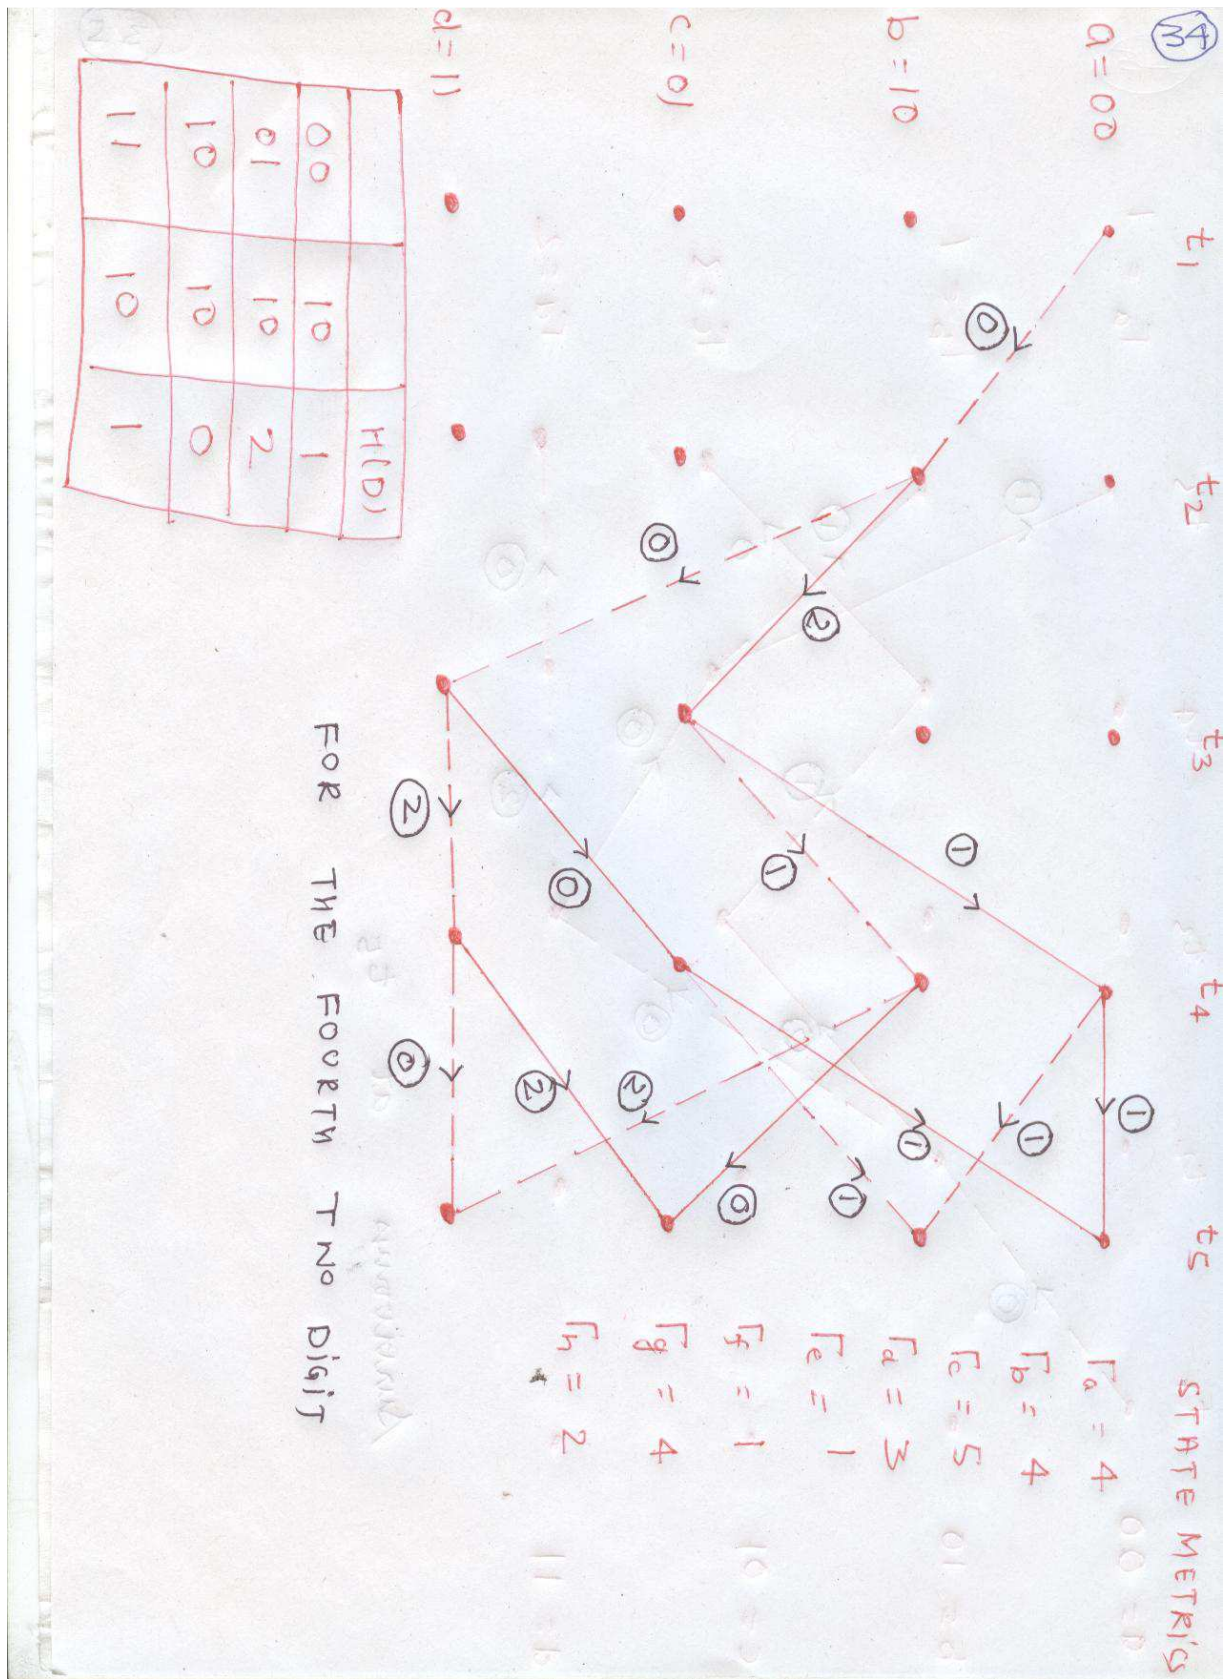 34
t1 t2 t3 t4 t5 STATE METRICS
a=00
b=10
c=01
d=11
0
0
2
1
1
0
2
1
1
1
1
0
2
2
0
Γa = 4
Γb = 4
Γc = 5
Γd = 3
Γe = 1
Γf = 1
Γg = 4
Γh = 2
H(D)
00 10 1
01 10 2
10 10 0
11 10 1
FOR THE FOURTH TWO DIGIT